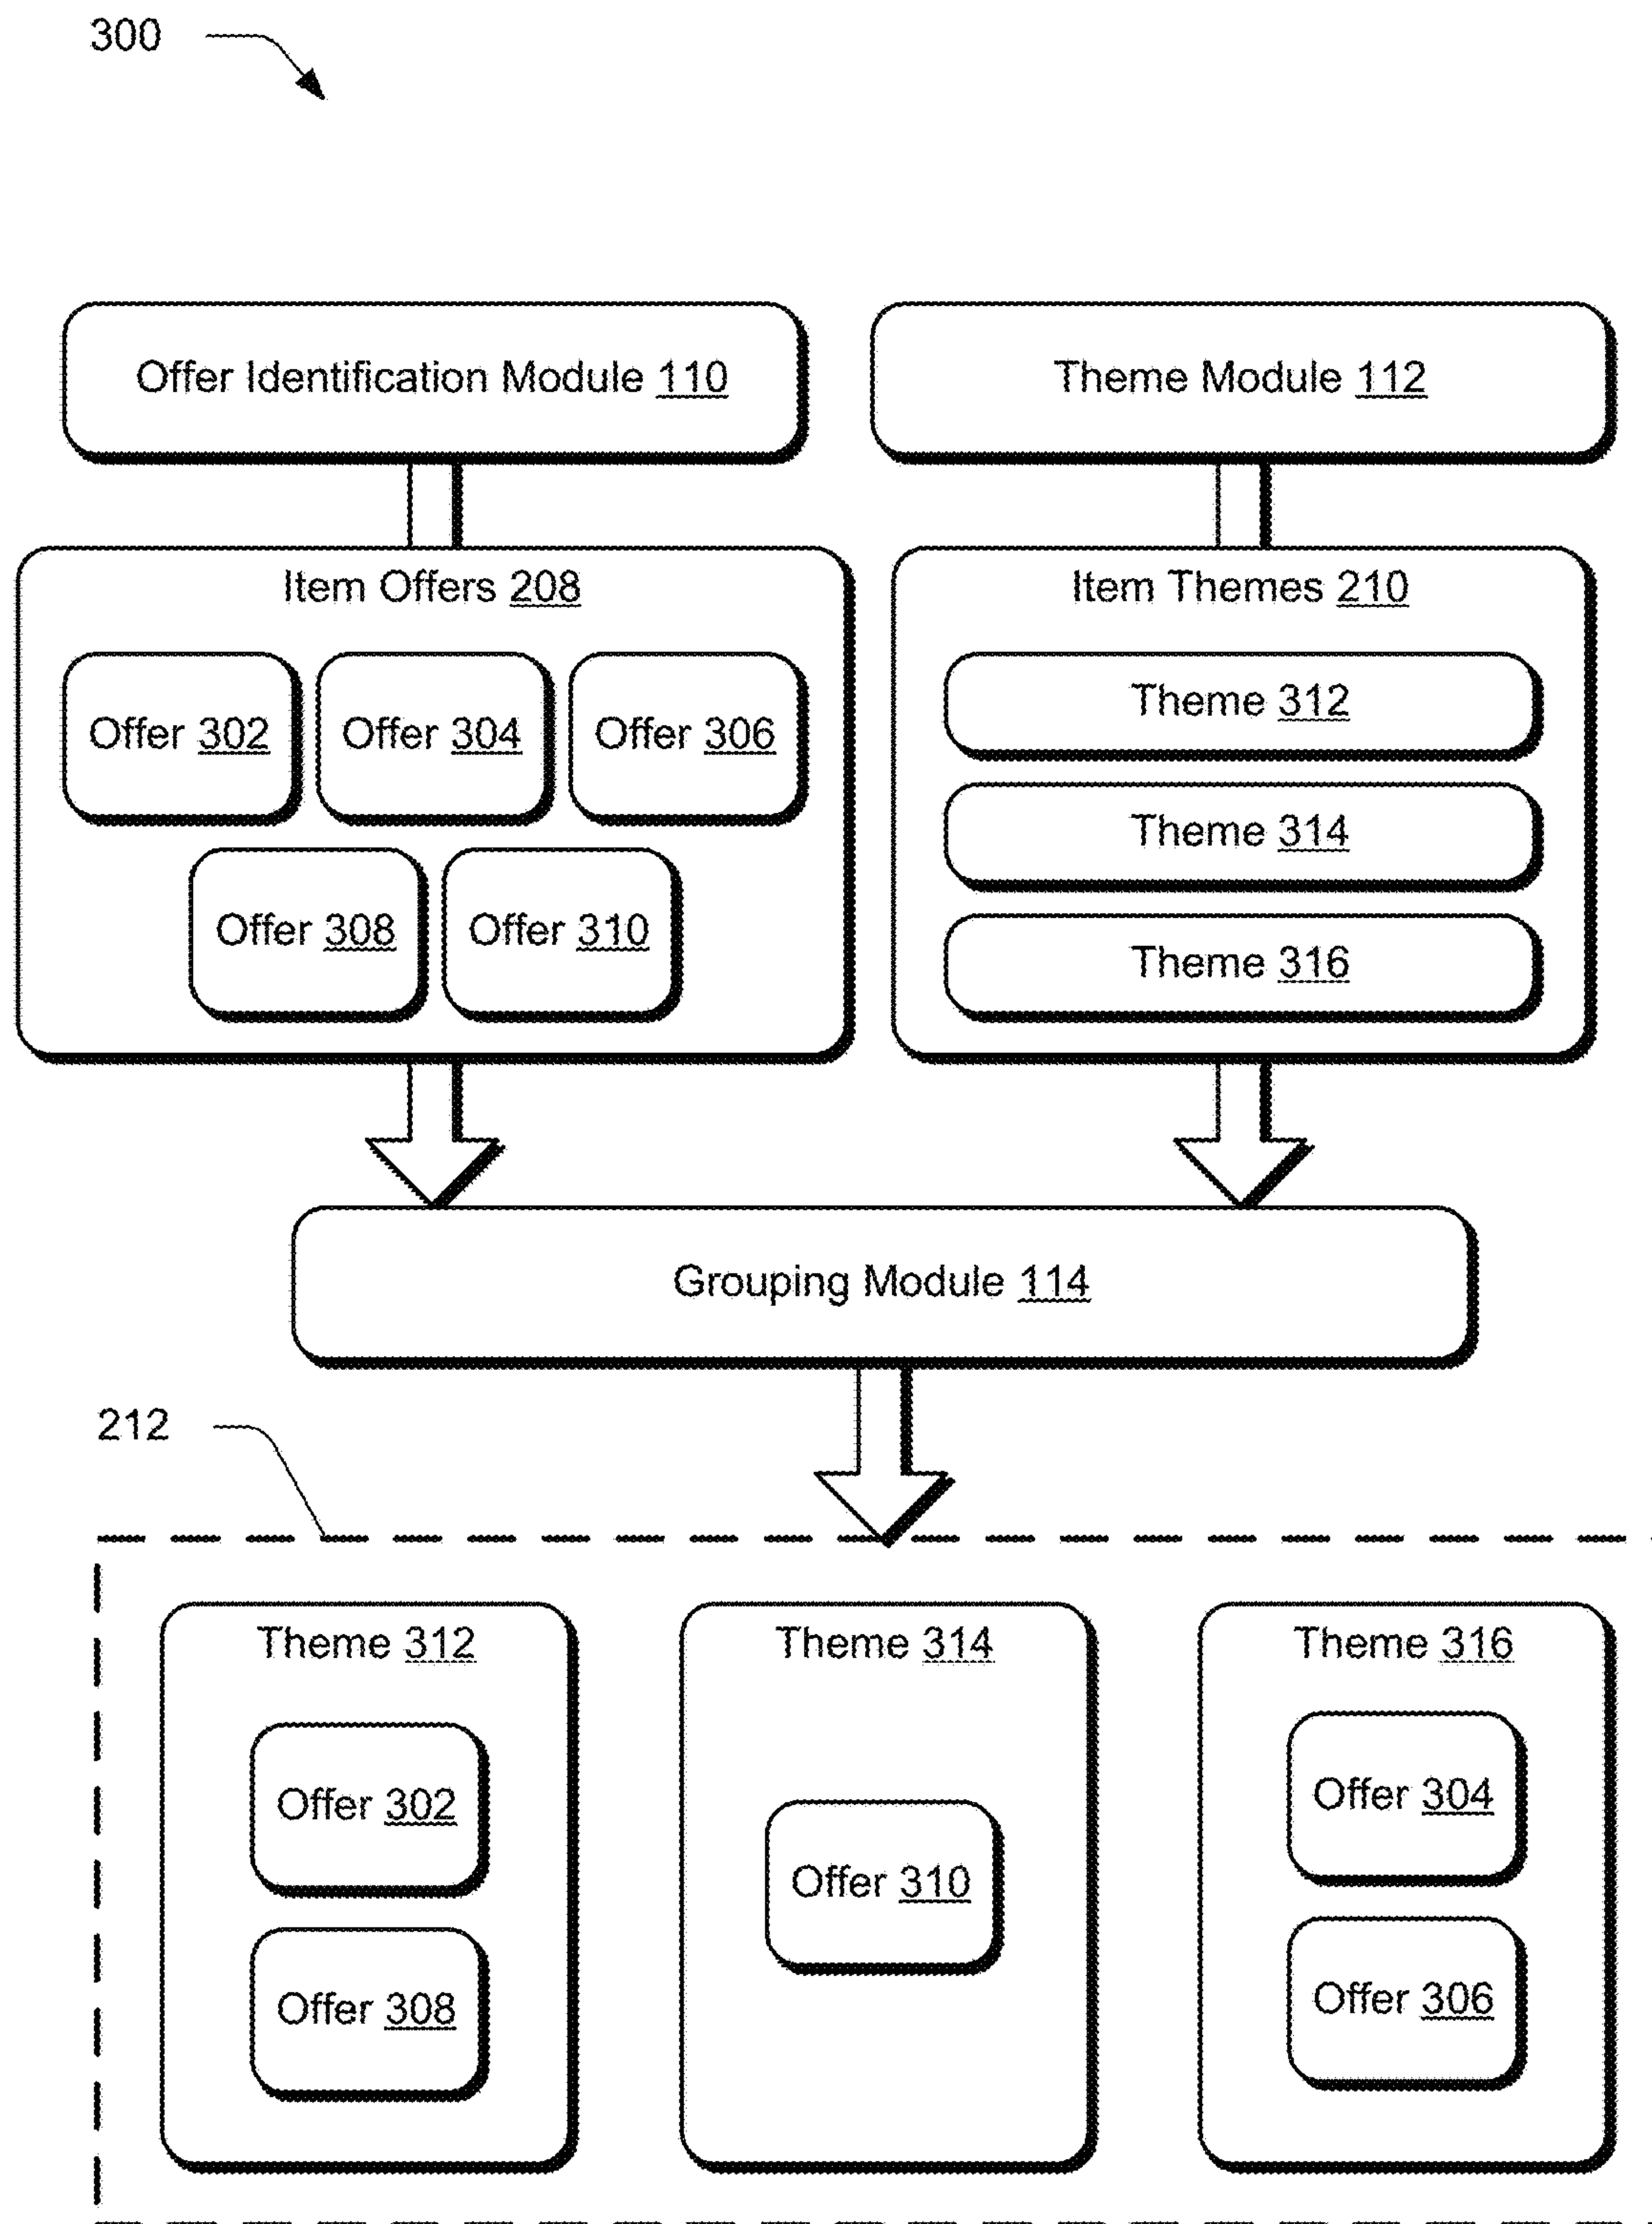 300
Offer Identification Module 110
Theme Module 112
Item Offers 208
Offer 302
Offer 304
Offer 306
Offer 308
Offer 310
Item Themes 210
Theme 312
Theme 314
Theme 316
Grouping Module 114
212
Theme 312
Offer 302
Offer 308
Theme 314
Offer 310
Theme 316
Offer 304
Offer 306